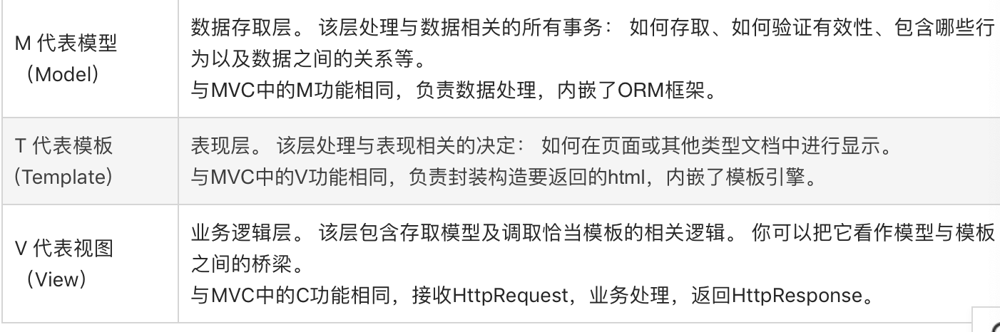 M 代表模型
（Model）
数据存取层。 该层处理与数据相关的所有事务： 如何存取、如何验证有效性、包含哪些行
为以及数据之间的关系等。
与MVC中的M功能相同，负责数据处理，内嵌了ORM框架。
T 代表模板
(Template)
表现层。 该层处理与表现相关的决定： 如何在页面或其他类型文档中进行显示。
与MVC中的V功能相同，负责封装构造要返回的html，内嵌了模板引擎。
V 代表视图
（View）
业务逻辑层。 该层包含存取模型及调取恰当模板的相关逻辑。 你可以把它看作模型与模板
之间的桥梁。
与MVC中的C功能相同，接收HttpRequest，业务处理，返回HttpResponse。